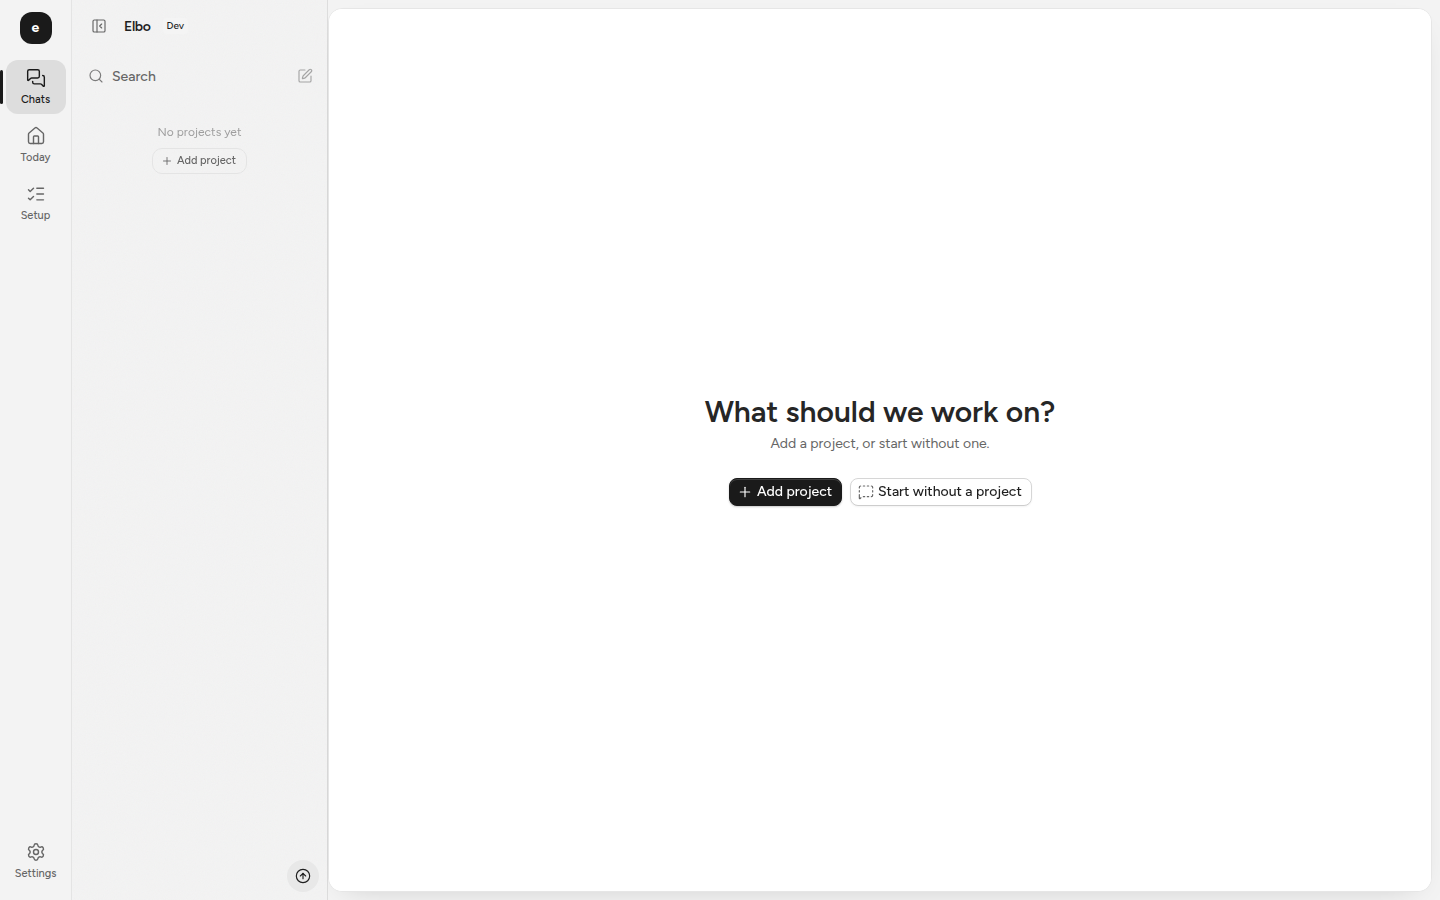 e
Elbo Dev
Search
Chats
Today
Setup
No projects yet
Add project
What should we work on?
Add a project, or start without one.
Add project
Start without a project
Settings